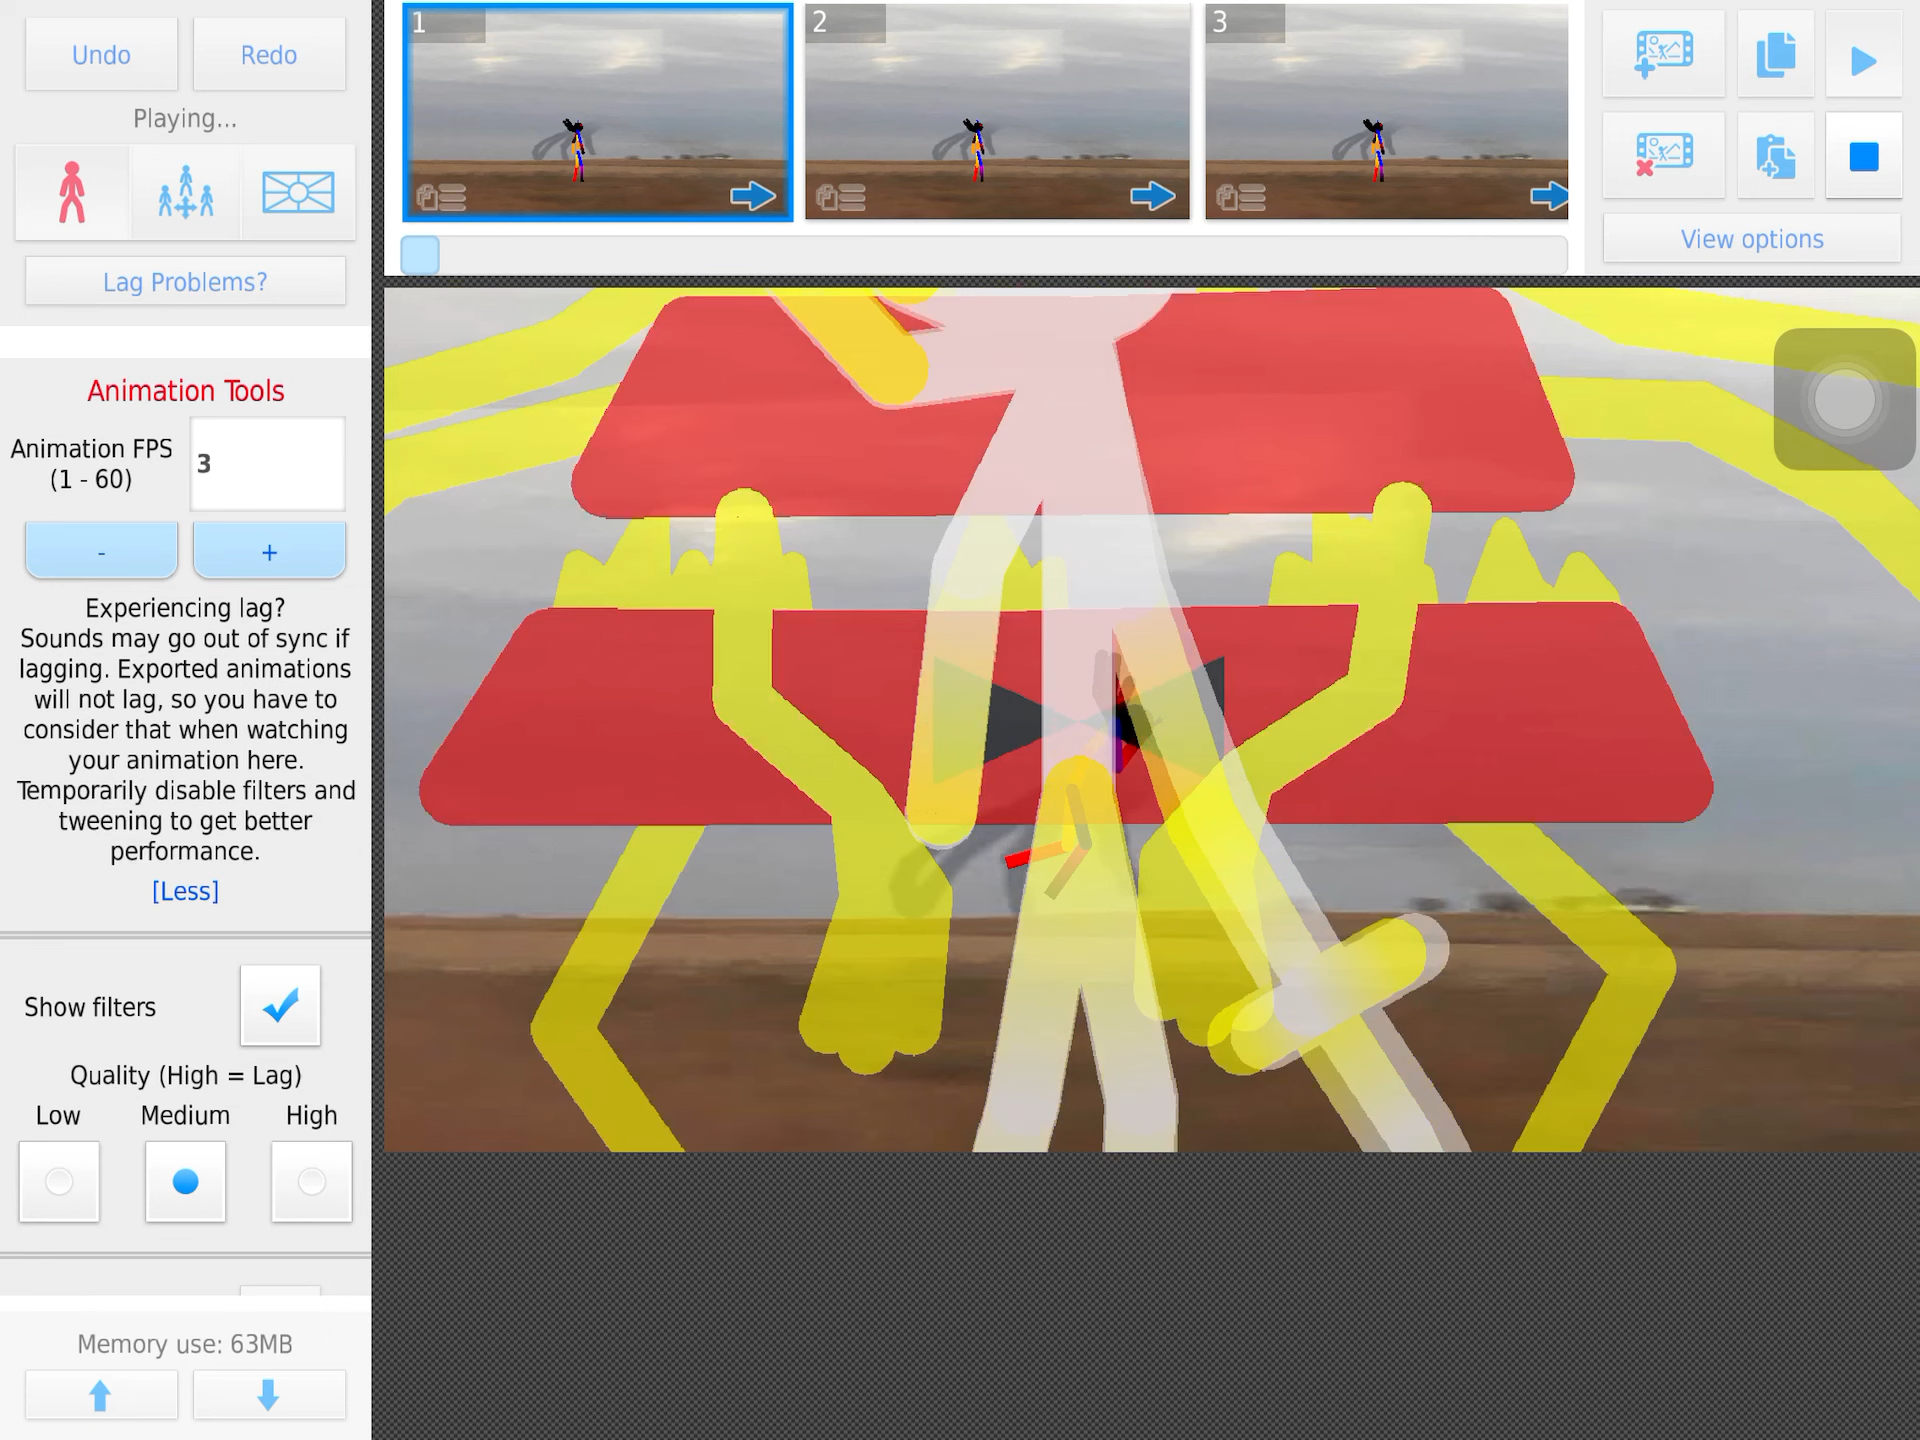 Undo
Redo
Playing...
Lag Problems?
Animation Tools
Animation FPS
(1 - 60)
3
-
+
Experiencing lag?
Sounds may go out of sync if
lagging. Exported animations
will not lag, so you have to
consider that when watching
your animation here.
Temporarily disable filters and
tweening to get better
performance.
[Less]
Show filters
Quality (High = Lag)
Low
Medium
High
Memory use: 63MB
1
2
3
View options